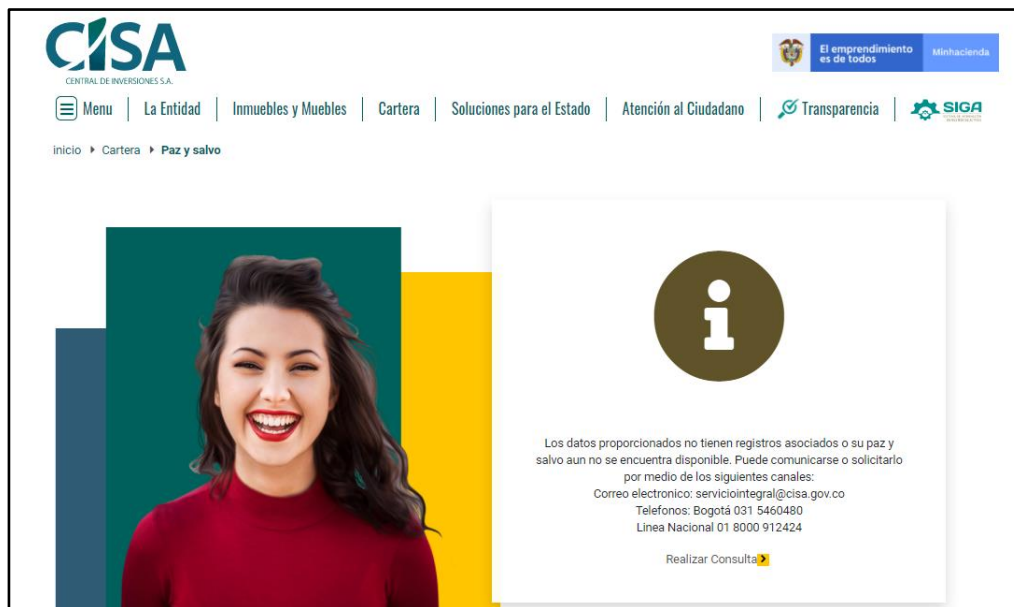 CISA
CENTRAL DE INVERSIONES S.A.
El emprendimiento
es de todos
Minhacienda
Menu
La Entidad
Inmuebles y Muebles
Cartera
Soluciones para el Estado
Atención al Ciudadano
Transparencia
SIGA
inicio
Cartera
Paz y salvo
Los datos proporcionados no tienen registros asociados o su paz y
salvo aun no se encuentra disponible. Puede comunicarse o solicitarlo
por medio de los siguientes canales:
Correo electronico: serviciointegral@cisa.gov.co
Telefonos: Bogotá 031 5460480
Linea Nacional 01 8000 912424
Realizar Consulta